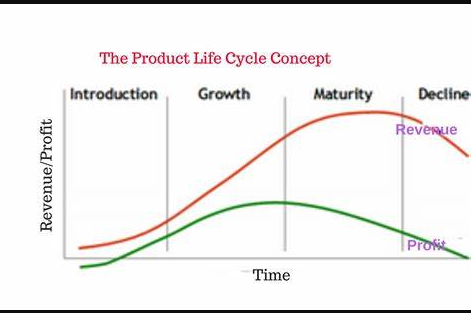 The Product Life Cycle Concept
Introduction Growth Maturity Decline
Revenue
Revenue/Profit
Profit
Time